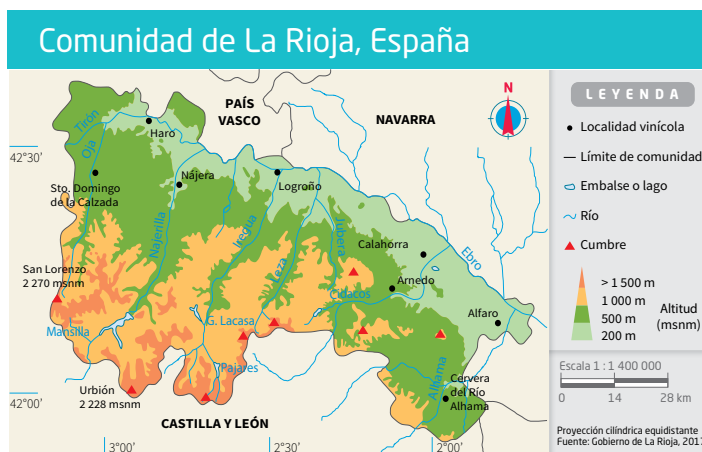 Comunidad de La Rioja, España
PAÍS
VASCO
NAVARRA
N
Tirón
Haro
Oja
42°30'
Nájera
Logroño
Sto. Domingo
de la Calzada
Najerilla
Iregua
Leza
Jubera
Calahorra
Ebro
San Lorenzo
2 270 msnm
Cidacos
Arnedo
Alfaro
Mansilla
G. Lacasa
Pajares
Alhama
Cervera
del Río
Alhama
Urbión
2 228 msnm
42°00'
CASTILLA Y LEÓN
3°00'
2°30'
2°00'
LEYENDA
Localidad vinícola
Límite de comunidad
Embalse o lago
Río
Cumbre
> 1 500 m
1 000 m
500 m
200 m
Altitud
(msnm)
Escala 1 : 1 400 000
0 14 28 km
Proyección cilíndrica equidistante
Fuente: Gobierno de La Rioja, 201